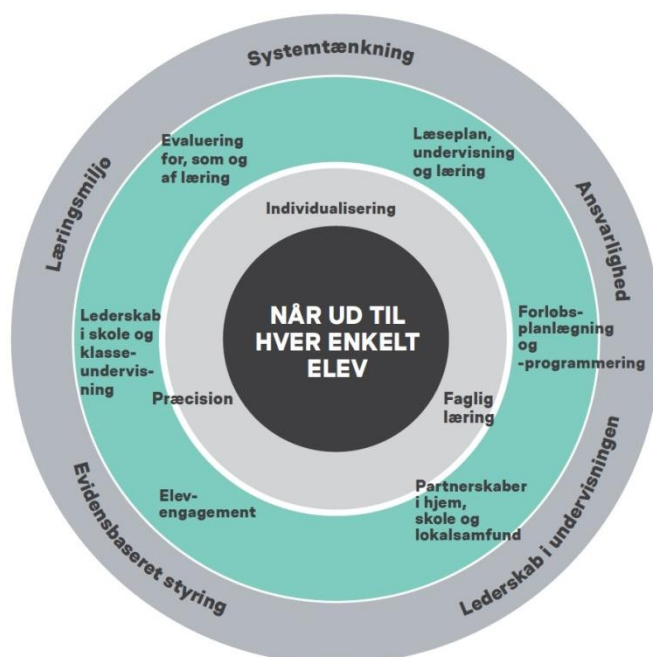 Systemtænkning
Læringsmiljø
Ansvarlighed
Evidensbaseret styring
Lederskab i undervisningen
Evaluering
for, som og
af læring
Læseplan,
undervisning
og læring
Lederskab
i skole og
klasse-
undervis-
ning
Forløbs-
planlægning
og
-programmering
Elev-
engagement
Partnerskaber
i hjem,
skole og
lokalsamfund
Individualisering
Præcision
Faglig
læring
NÅR UD TIL
HVER ENKELT
ELEV